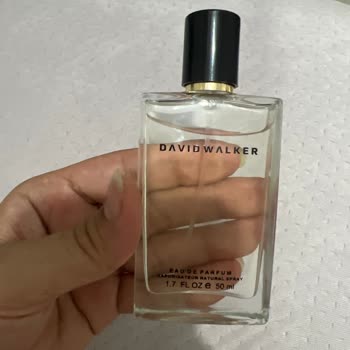 DAVIDWALKER
EAU DE PARFUM
VAPORISATEUR NATURAL SPRAY
1.7 FL OZ e 50 ml